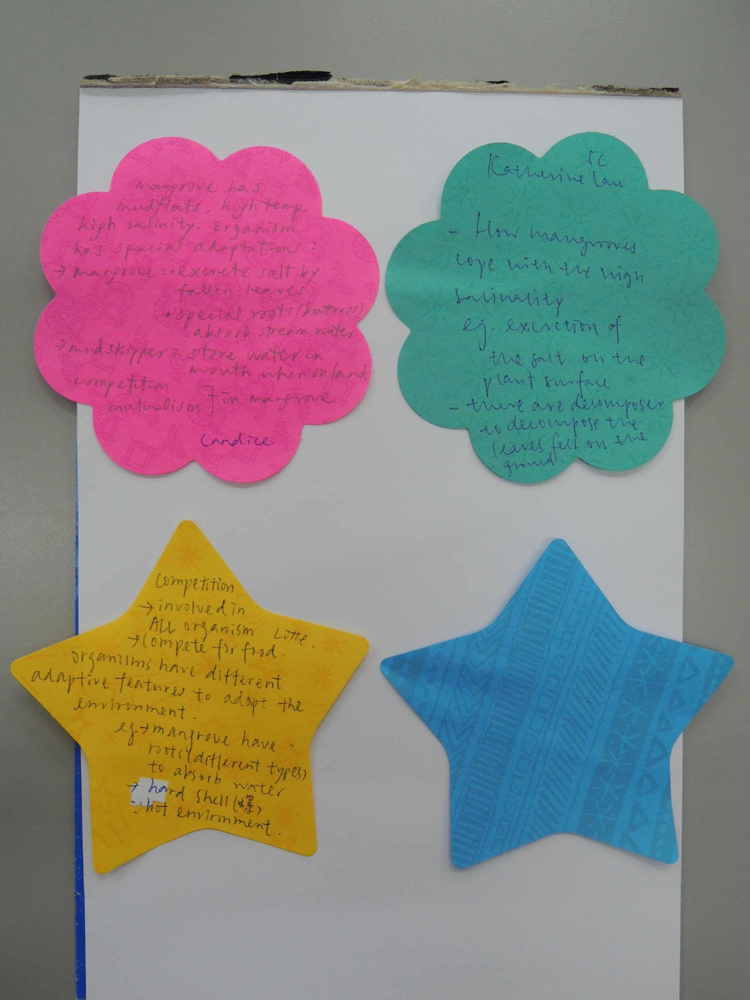 mangrove has
mudflats, high temp.
high salinity. organism
has special adaptations :
→ mangrove : • excrete salt by
fallen leaves.
• special roots (buttress)
absorb stream water
→ mudskipper : store water in
mouth when on land
competition
mutualism ] in mangrove
Candice
5C
Katherine Lau
- How mangrooves
cope with the high
salinality
eg. excretion of
the salt. on the
plant surface
- there are decomposer
to decompose the
leaves fell on the
ground.
Competition
→ involved in
ALL organism
Lotte.
→ compete for food.
organisms have different
adaptive features to adapt the
environment.
eg → mangrove have
roots (different types)
to absorb water
→ hard shell (螺)
∵ hot environment.